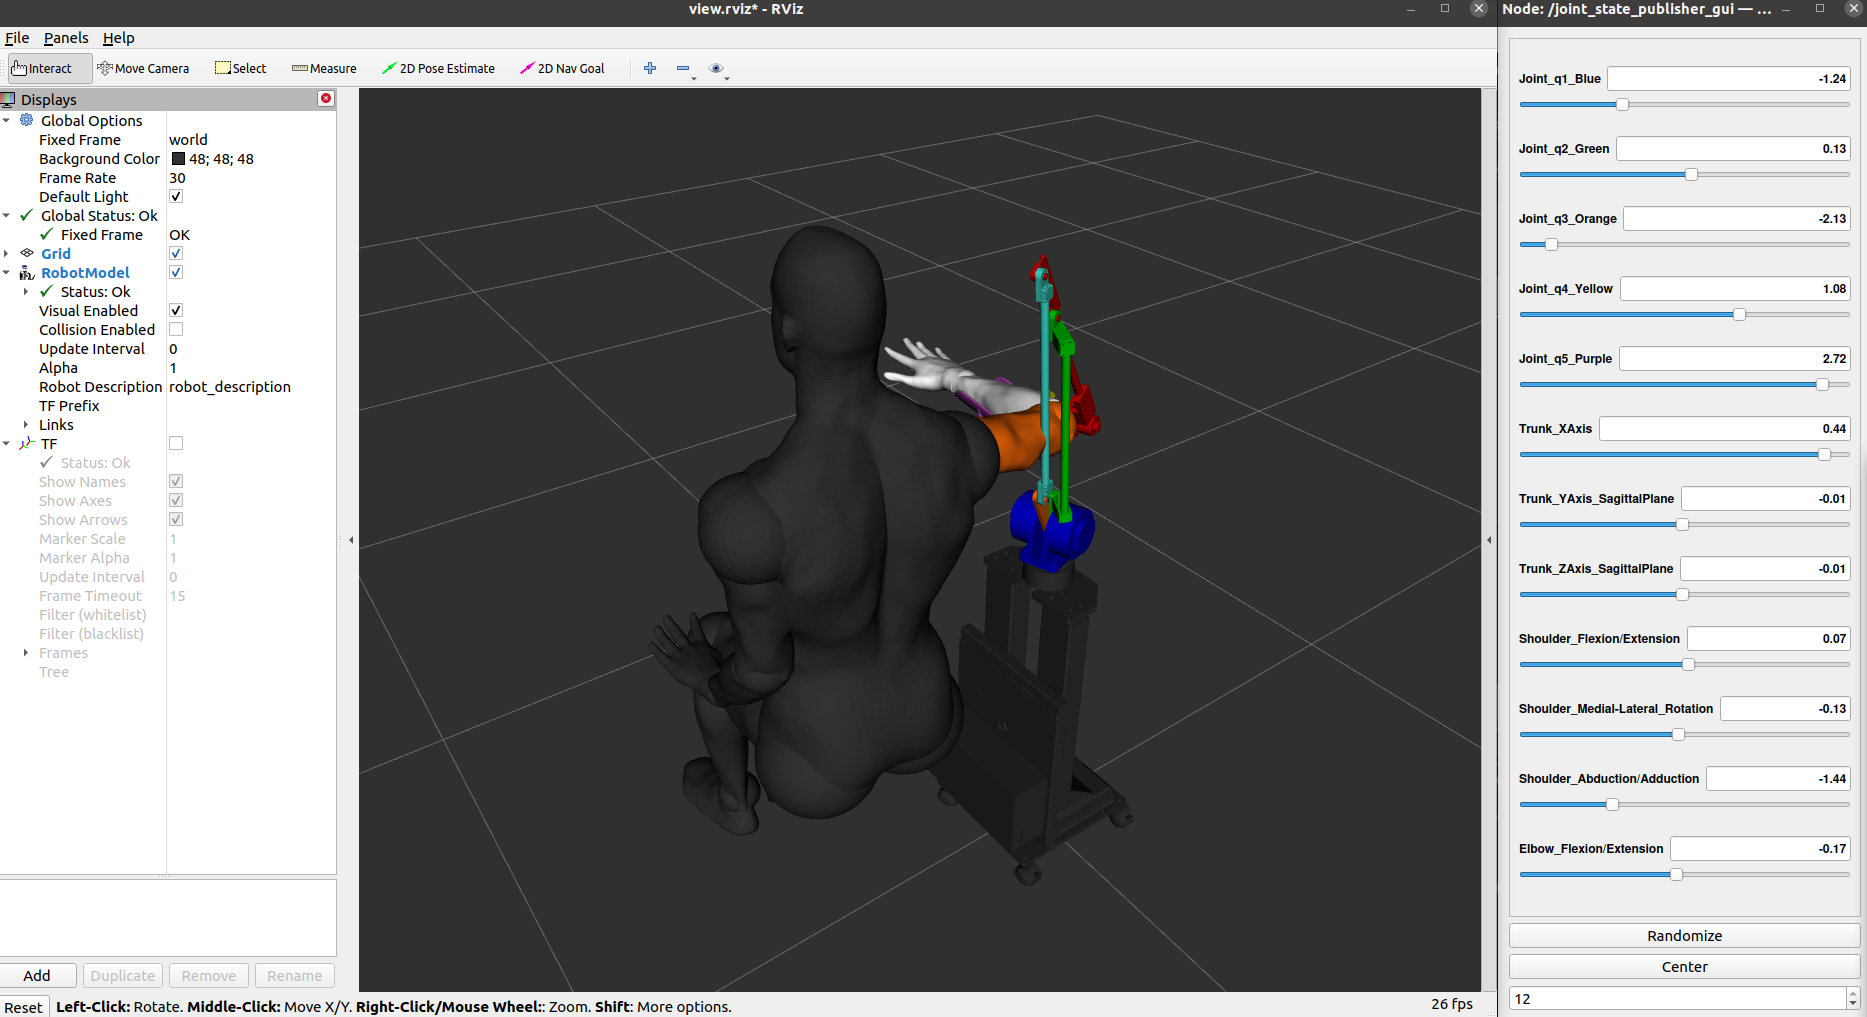 view.rviz* - RViz
File Panels Help
Interact Move Camera Select Measure 2D Pose Estimate 2D Nav Goal
Displays
Global Options
Fixed Frame world
Background Color 48; 48; 48
Frame Rate 30
Default Light
Global Status: Ok
Fixed Frame OK
Grid
RobotModel
Status: Ok
Visual Enabled
Collision Enabled
Update Interval 0
Alpha 1
Robot Description robot_description
TF Prefix
Links
TF
Status: Ok
Show Names
Show Axes
Show Arrows
Marker Scale 1
Marker Alpha 1
Update Interval 0
Frame Timeout 15
Filter (whitelist)
Filter (blacklist)
Frames
Tree
Add Duplicate Remove Rename
Reset Left-Click: Rotate. Middle-Click: Move X/Y. Right-Click/Mouse Wheel:: Zoom. Shift: More options. 26 fps
Node: /joint_state_publisher_gui — ...
Joint_q1_Blue -1.24
Joint_q2_Green 0.13
Joint_q3_Orange -2.13
Joint_q4_Yellow 1.08
Joint_q5_Purple 2.72
Trunk_XAxis 0.44
Trunk_YAxis_SagittalPlane -0.01
Trunk_ZAxis_SagittalPlane -0.01
Shoulder_Flexion/Extension 0.07
Shoulder_Medial-Lateral_Rotation -0.13
Shoulder_Abduction/Adduction -1.44
Elbow_Flexion/Extension -0.17
Randomize
Center
12